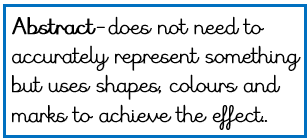 Abstract-does not need to
accurately represent something
but uses shapes, colours and
marks to achieve the effect..